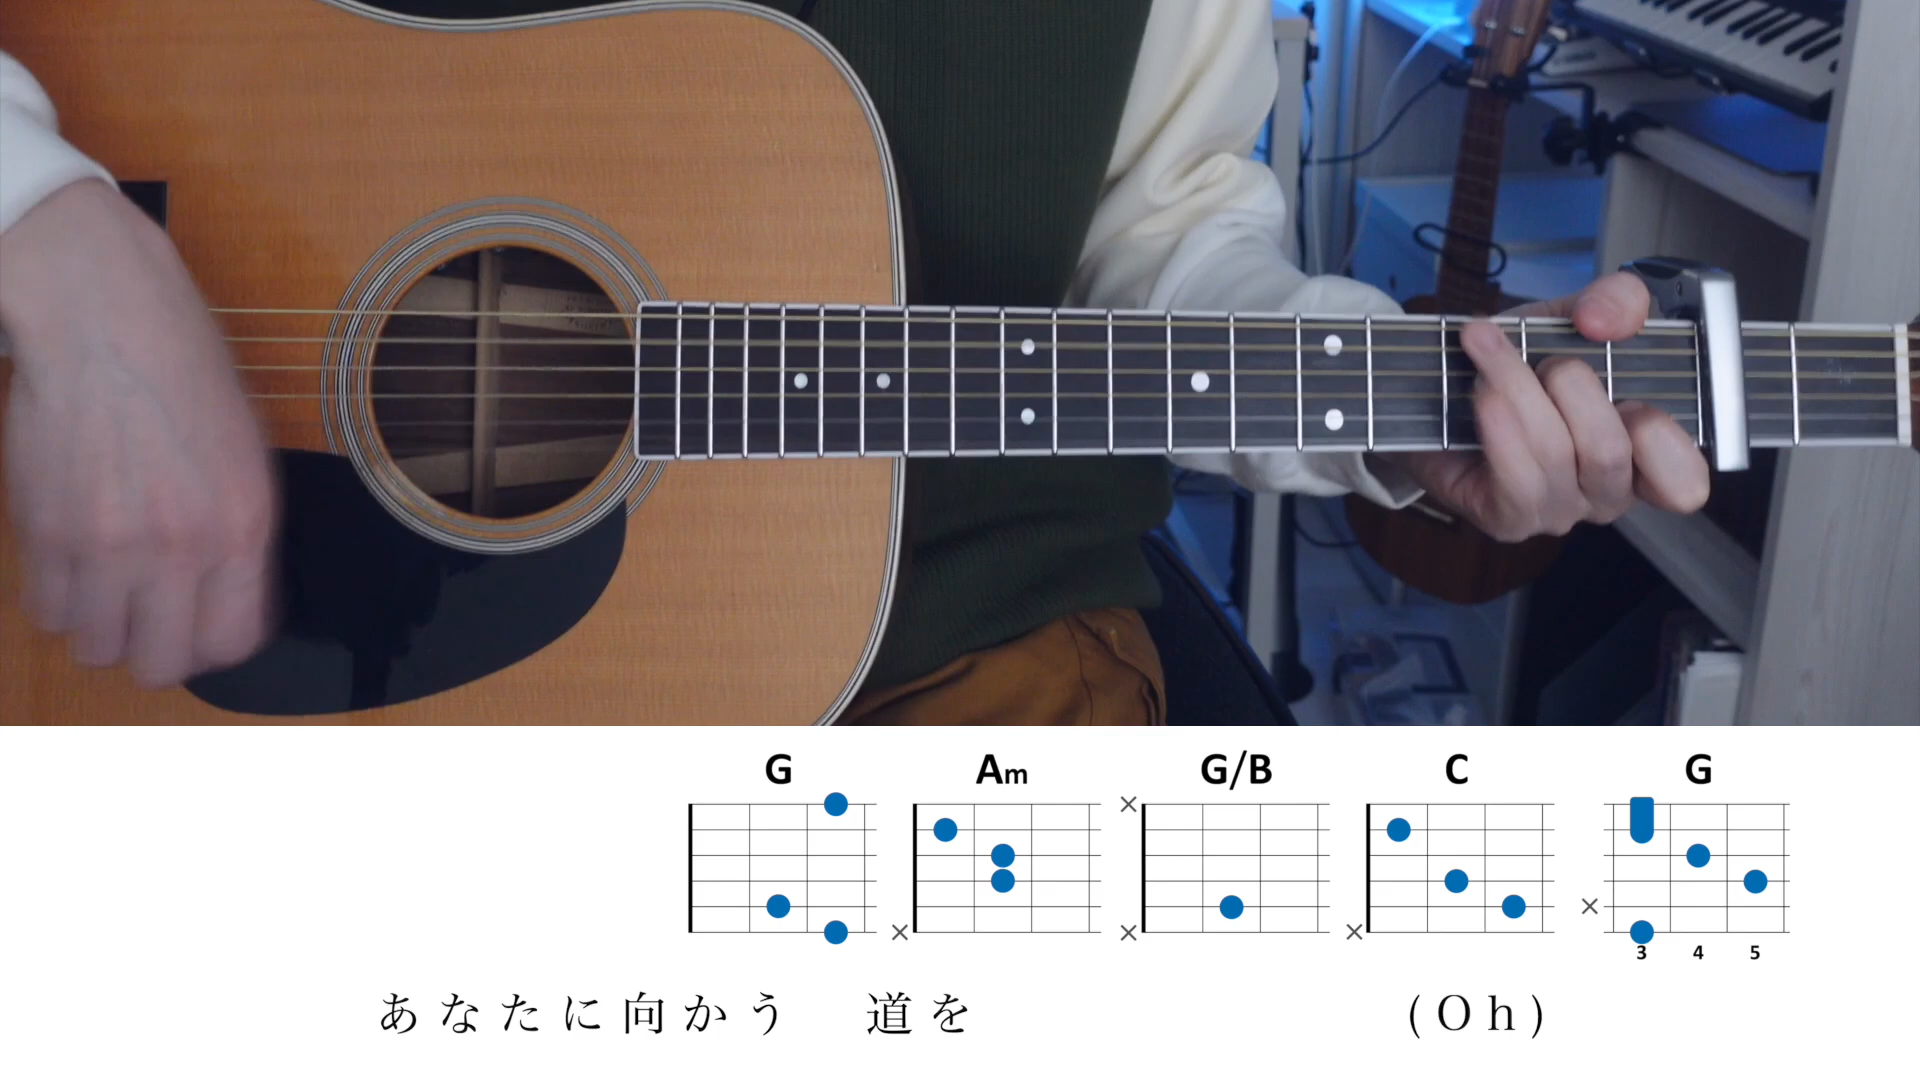 G Am G/B C G
× × × × × ×
3 4 5
あなたに向かう 道を (Oh)